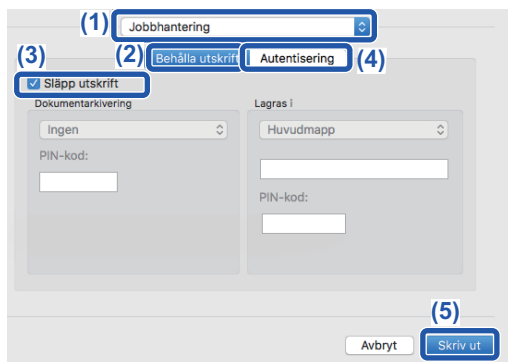 (1) Jobbhantering
(2) Behålla utskrift Autentisering (4)
(3)
Släpp utskrift
Dokumentarkivering Lagras i
Ingen Huvudmapp
PIN-kod:
PIN-kod:
(5)
Avbryt Skriv ut